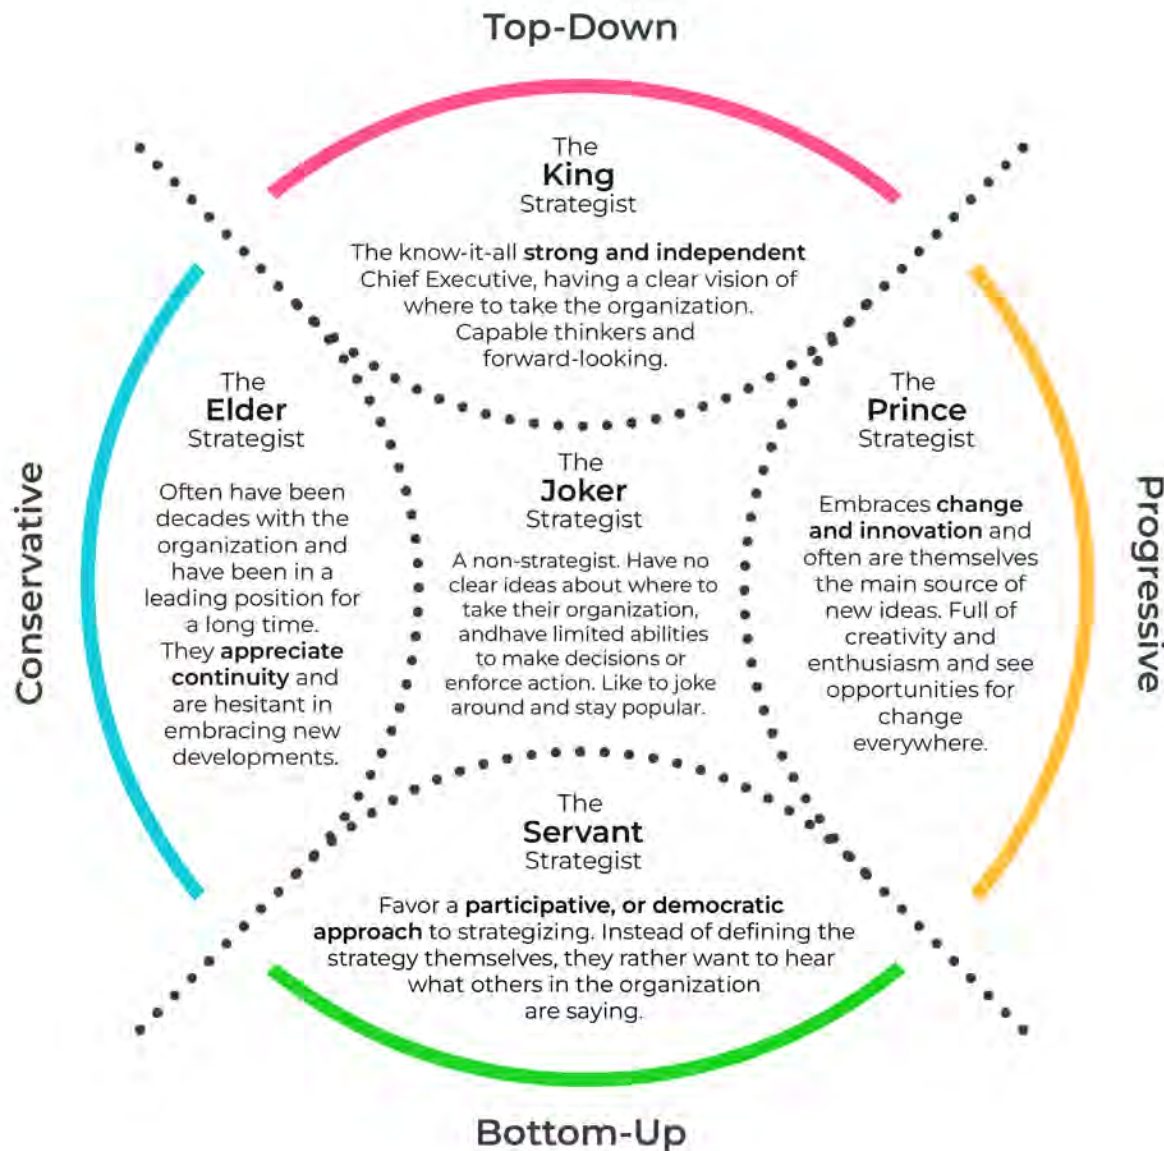 Top-Down
The
King
Strategist
The know-it-all strong and independent
Chief Executive, having a clear vision of
where to take the organization.
Capable thinkers and
forward-looking.
Conservative
The
Elder
Strategist
Often have been
decades with the
organization and
have been in a
leading position for
a long time.
They appreciate
continuity and
are hesitant in
embracing new
developments.
The
Joker
Strategist
A non-strategist. Have no
clear ideas about where to
take their organization,
andhave limited abilities
to make decisions or
enforce action. Like to joke
around and stay popular.
The
Prince
Strategist
Embraces change
and innovation and
often are themselves
the main source of
new ideas. Full of
creativity and
enthusiasm and see
opportunities for
change
everywhere.
Progressive
The
Servant
Strategist
Favor a participative, or democratic
approach to strategizing. Instead of defining the
strategy themselves, they rather want to hear
what others in the organization
are saying.
Bottom-Up